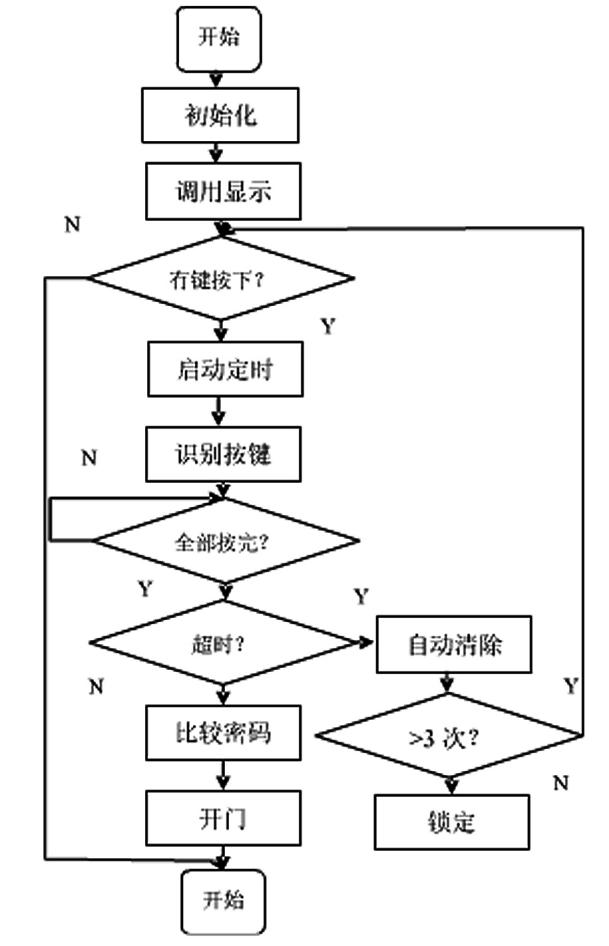 开始
初始化
调用显示
N
有键按下？
Y
启动定时
识别按键
N
全部按完？
Y
Y
超时？
自动清除
N
Y
比较密码
>3 次？
N
开门
锁定
开始